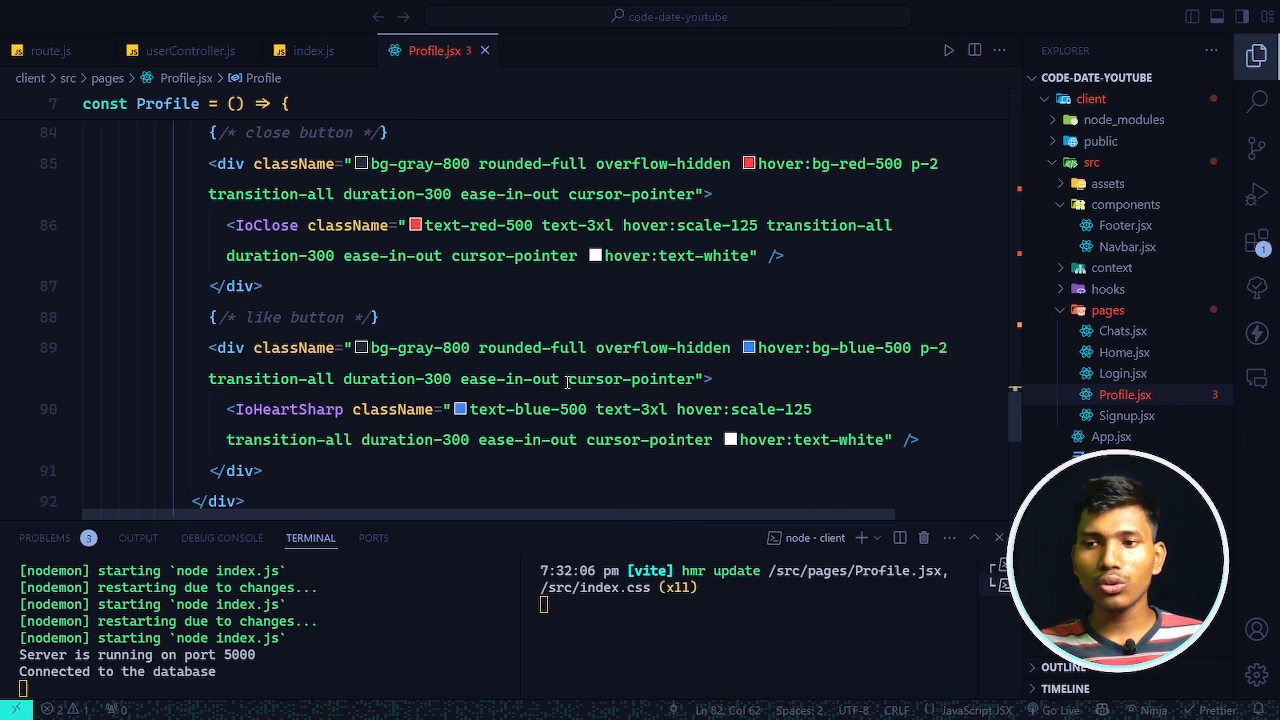 code-date-youtube
route.js
userController.js
index.js
Profile.jsx 3
client > src > pages > Profile.jsx > Profile
7 const Profile = () => {
84 {/* close button */}
85 <div className="bg-gray-800 rounded-full overflow-hidden hover:bg-red-500 p-2
transition-all duration-300 ease-in-out cursor-pointer">
86 <IoClose className="text-red-500 text-3xl hover:scale-125 transition-all
duration-300 ease-in-out cursor-pointer hover:text-white" />
87 </div>
88 {/* like button */}
89 <div className="bg-gray-800 rounded-full overflow-hidden hover:bg-blue-500 p-2
transition-all duration-300 ease-in-out cursor-pointer">
90 <IoHeartSharp className="text-blue-500 text-3xl hover:scale-125
transition-all duration-300 ease-in-out cursor-pointer hover:text-white" />
91 </div>
92 </div>
EXPLORER
CODE-DATE-YOUTUBE
client
node_modules
public
src
assets
components
Footer.jsx
Navbar.jsx
context
hooks
pages
Chats.jsx
Home.jsx
Login.jsx
Profile.jsx 3
Signup.jsx
App.jsx
OUTLINE
TIMELINE
1
PROBLEMS 3
OUTPUT
DEBUG CONSOLE
TERMINAL
PORTS
node - client
[nodemon] starting `node index.js`
[nodemon] restarting due to changes...
[nodemon] starting `node index.js`
[nodemon] restarting due to changes...
[nodemon] starting `node index.js`
Server is running on port 5000
Connected to the database
7:32:06 pm [vite] hmr update /src/pages/Profile.jsx,
/src/index.css (x11)
2 1 0
Ln 82, Col 62
Spaces: 2
UTF-8
CRLF
{} JavaScript JSX
Go Live
Ninja
Prettier